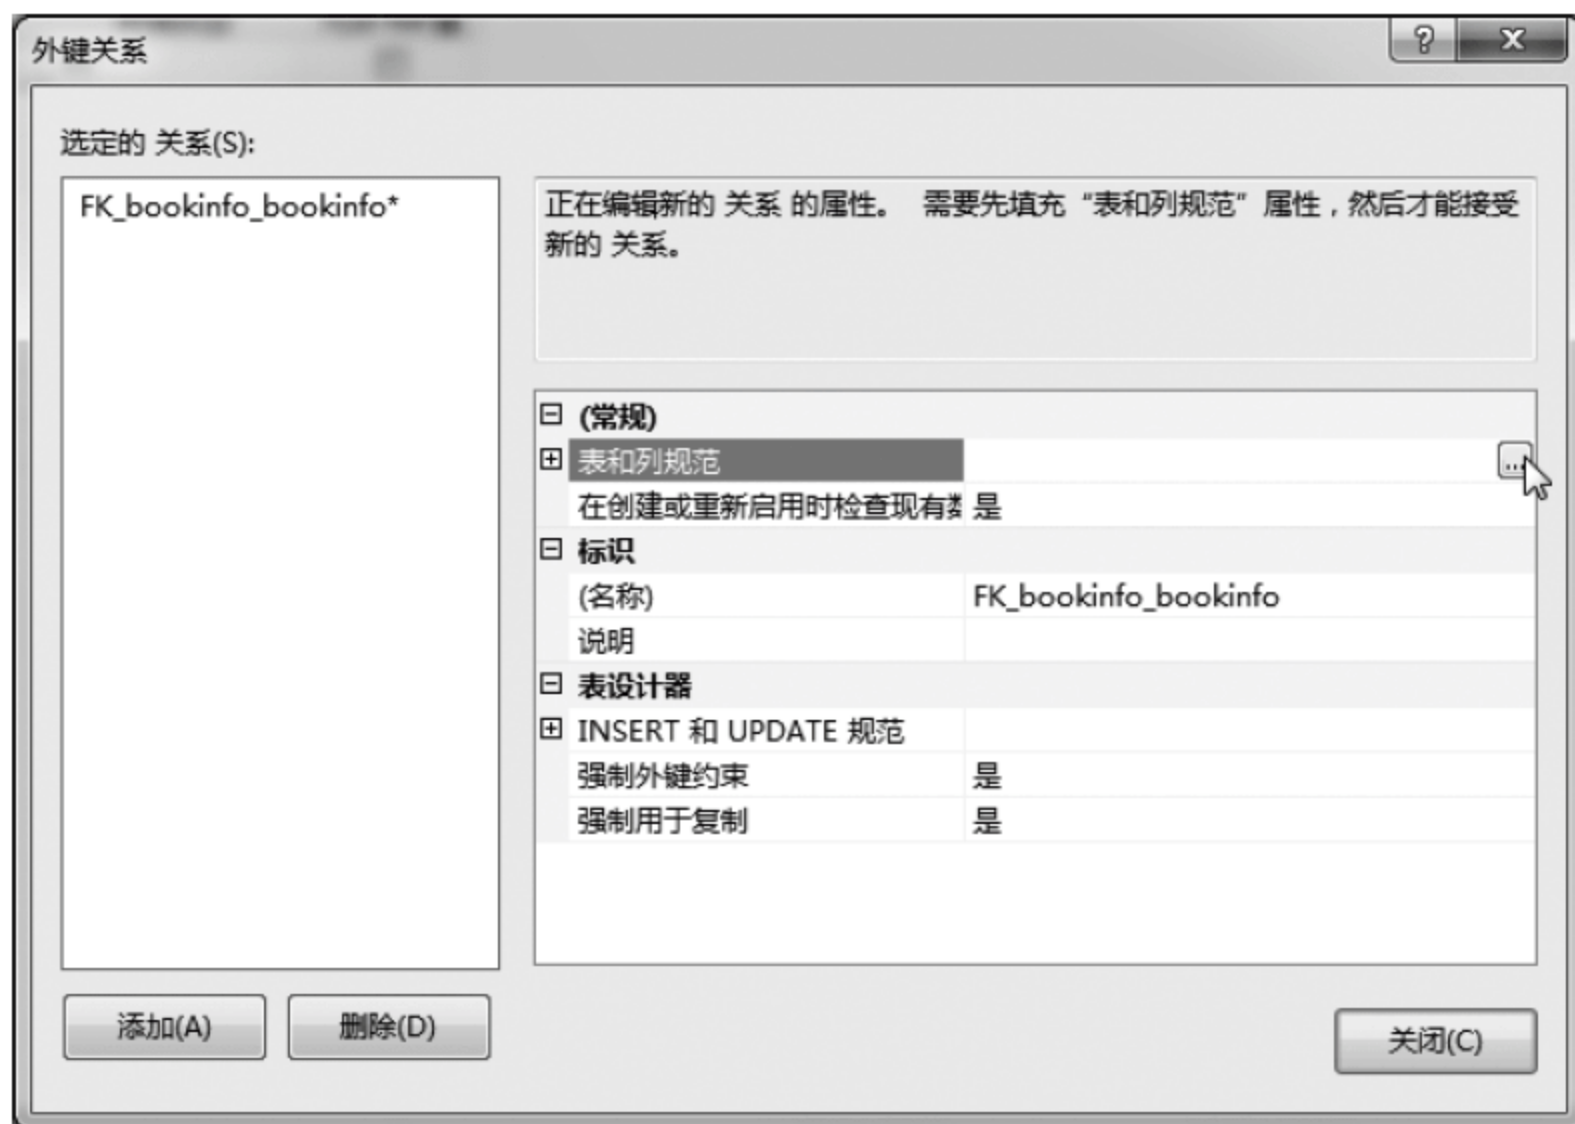 外键关系
选定的 关系(S):
FK_bookinfo_bookinfo*
正在编辑新的 关系 的属性。 需要先填充“表和列规范”属性，然后才能接受
新的 关系。
(常规)
表和列规范
...
在创建或重新启用时检查现有 是
标识
(名称) FK_bookinfo_bookinfo
说明
表设计器
INSERT 和 UPDATE 规范
强制外键约束 是
强制用于复制 是
添加(A) 删除(D)
关闭(C)